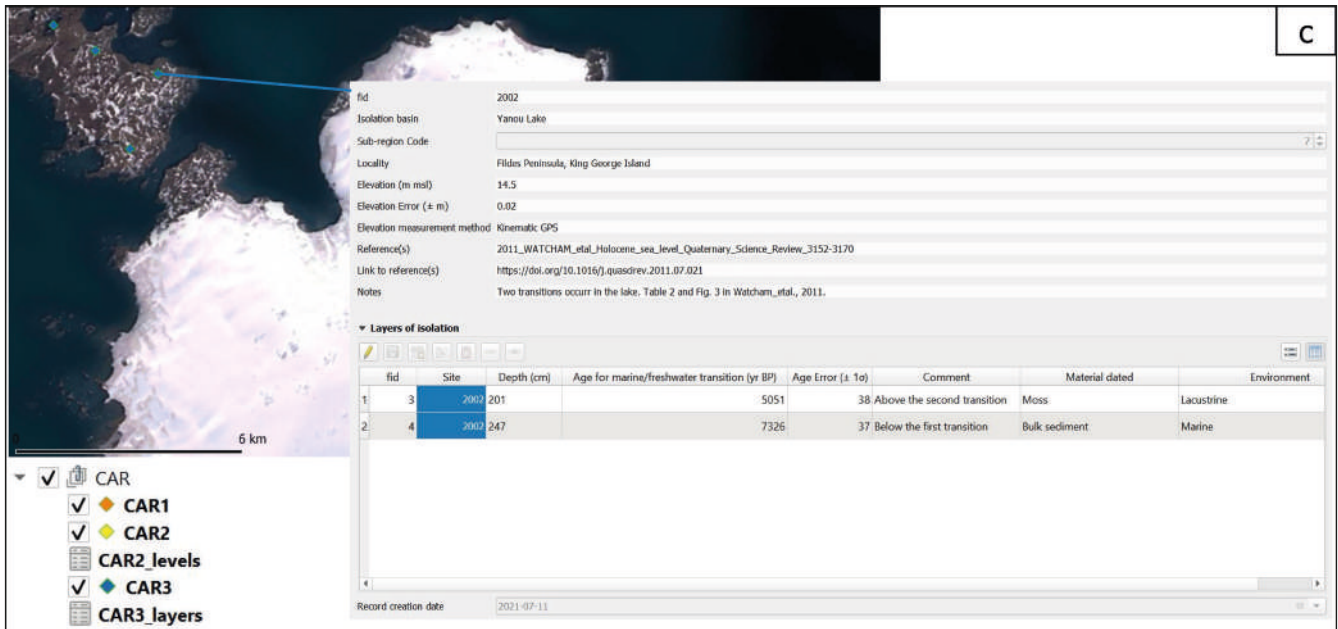 C
fid 2002
Isolation basin Yanou Lake
Sub-region Code 7
Locality Fildes Peninsula, King George Island
Elevation (m msl) 14.5
Elevation Error (± m) 0.02
Elevation measurement method Kinematic GPS
Reference(s) 2011_WATCHAM_etal_Holocene_sea_level_Quaternary_Science_Review_3152-3170
Link to reference(s) https://doi.org/10.1016/j.quascirev.2011.07.021
Notes Two transitions occurr in the lake. Table 2 and Fig. 3 in Watcham_etal., 2011.
Layers of isolation
fid Site Depth (cm) Age for marine/freshwater transition (yr BP) Age Error (± 1σ) Comment Material dated Environment
1 3 2002 201 5051 38 Above the second transition Moss Lacustrine
2 4 2002 247 7326 37 Below the first transition Bulk sediment Marine
0 6 km
CAR
CAR1
CAR2
CAR2_levels
CAR3
CAR3_layers
Record creation date 2021-07-11